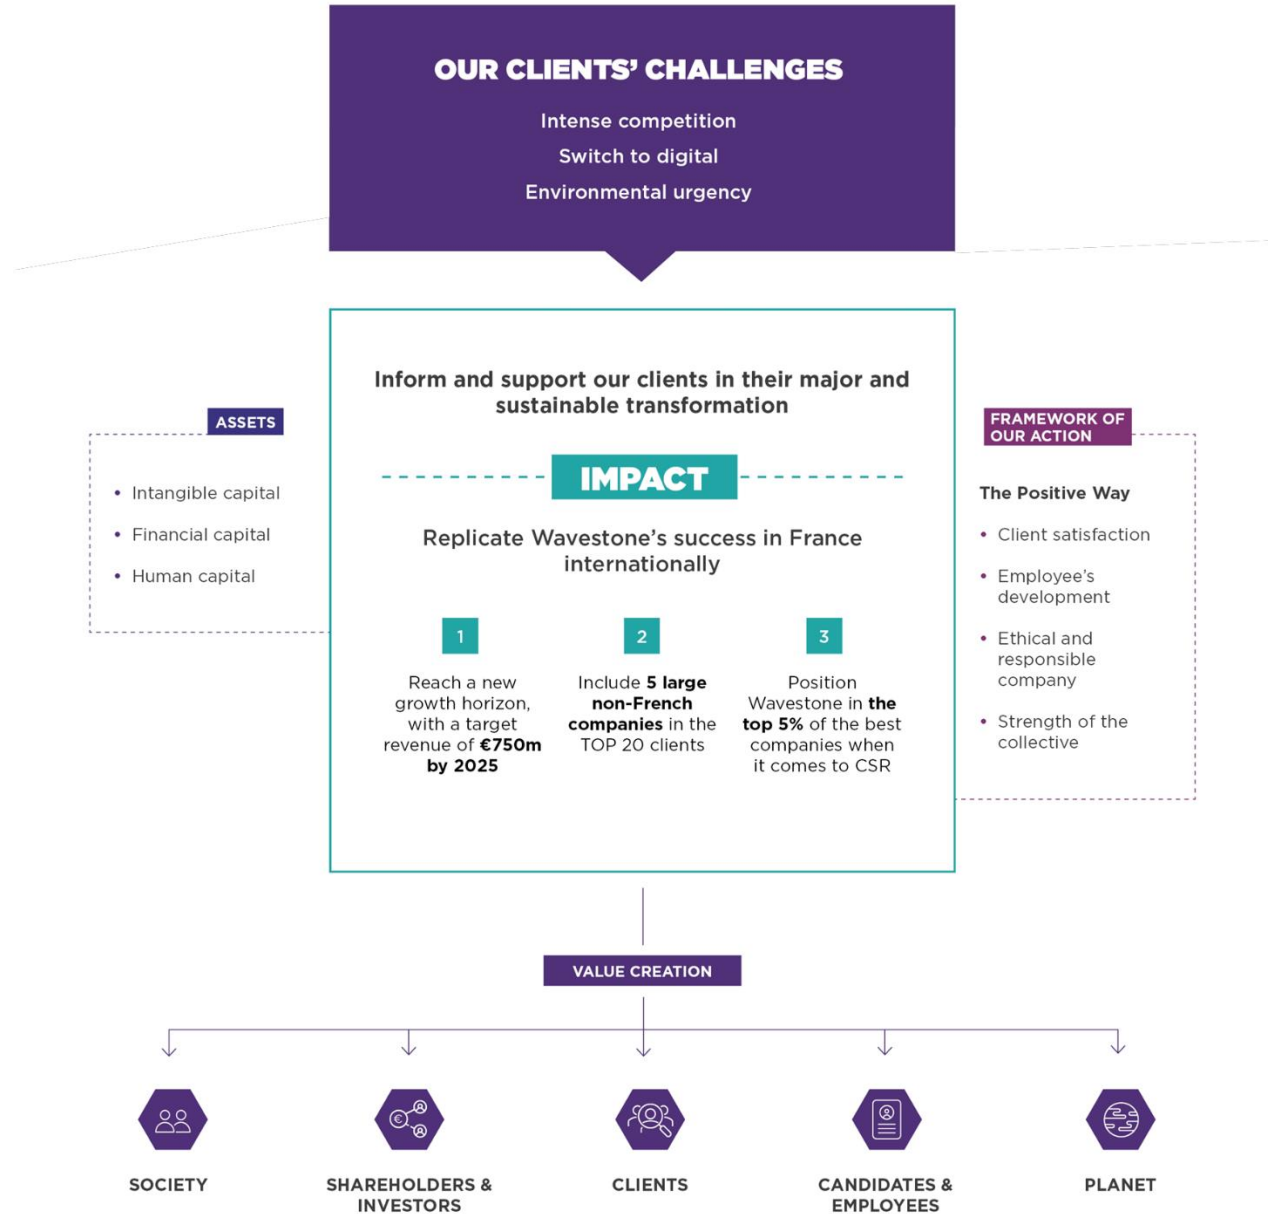 OUR CLIENTS' CHALLENGES
Intense competition
Switch to digital
Environmental urgency
Inform and support our clients in their major and
sustainable transformation
IMPACT
Replicate Wavestone's success in France
internationally
1
Reach a new
growth horizon,
with a target
revenue of €750m
by 2025
2
Include 5 large
non-French
companies in the
TOP 20 clients
3
Position
Wavestone in the
top 5% of the best
companies when
it comes to CSR
ASSETS
• Intangible capital
• Financial capital
• Human capital
FRAMEWORK OF
OUR ACTION
The Positive Way
• Client satisfaction
• Employee's
development
• Ethical and
responsible
company
• Strength of the
collective
VALUE CREATION
SOCIETY
€
SHAREHOLDERS &
INVESTORS
CLIENTS
CANDIDATES &
EMPLOYEES
PLANET